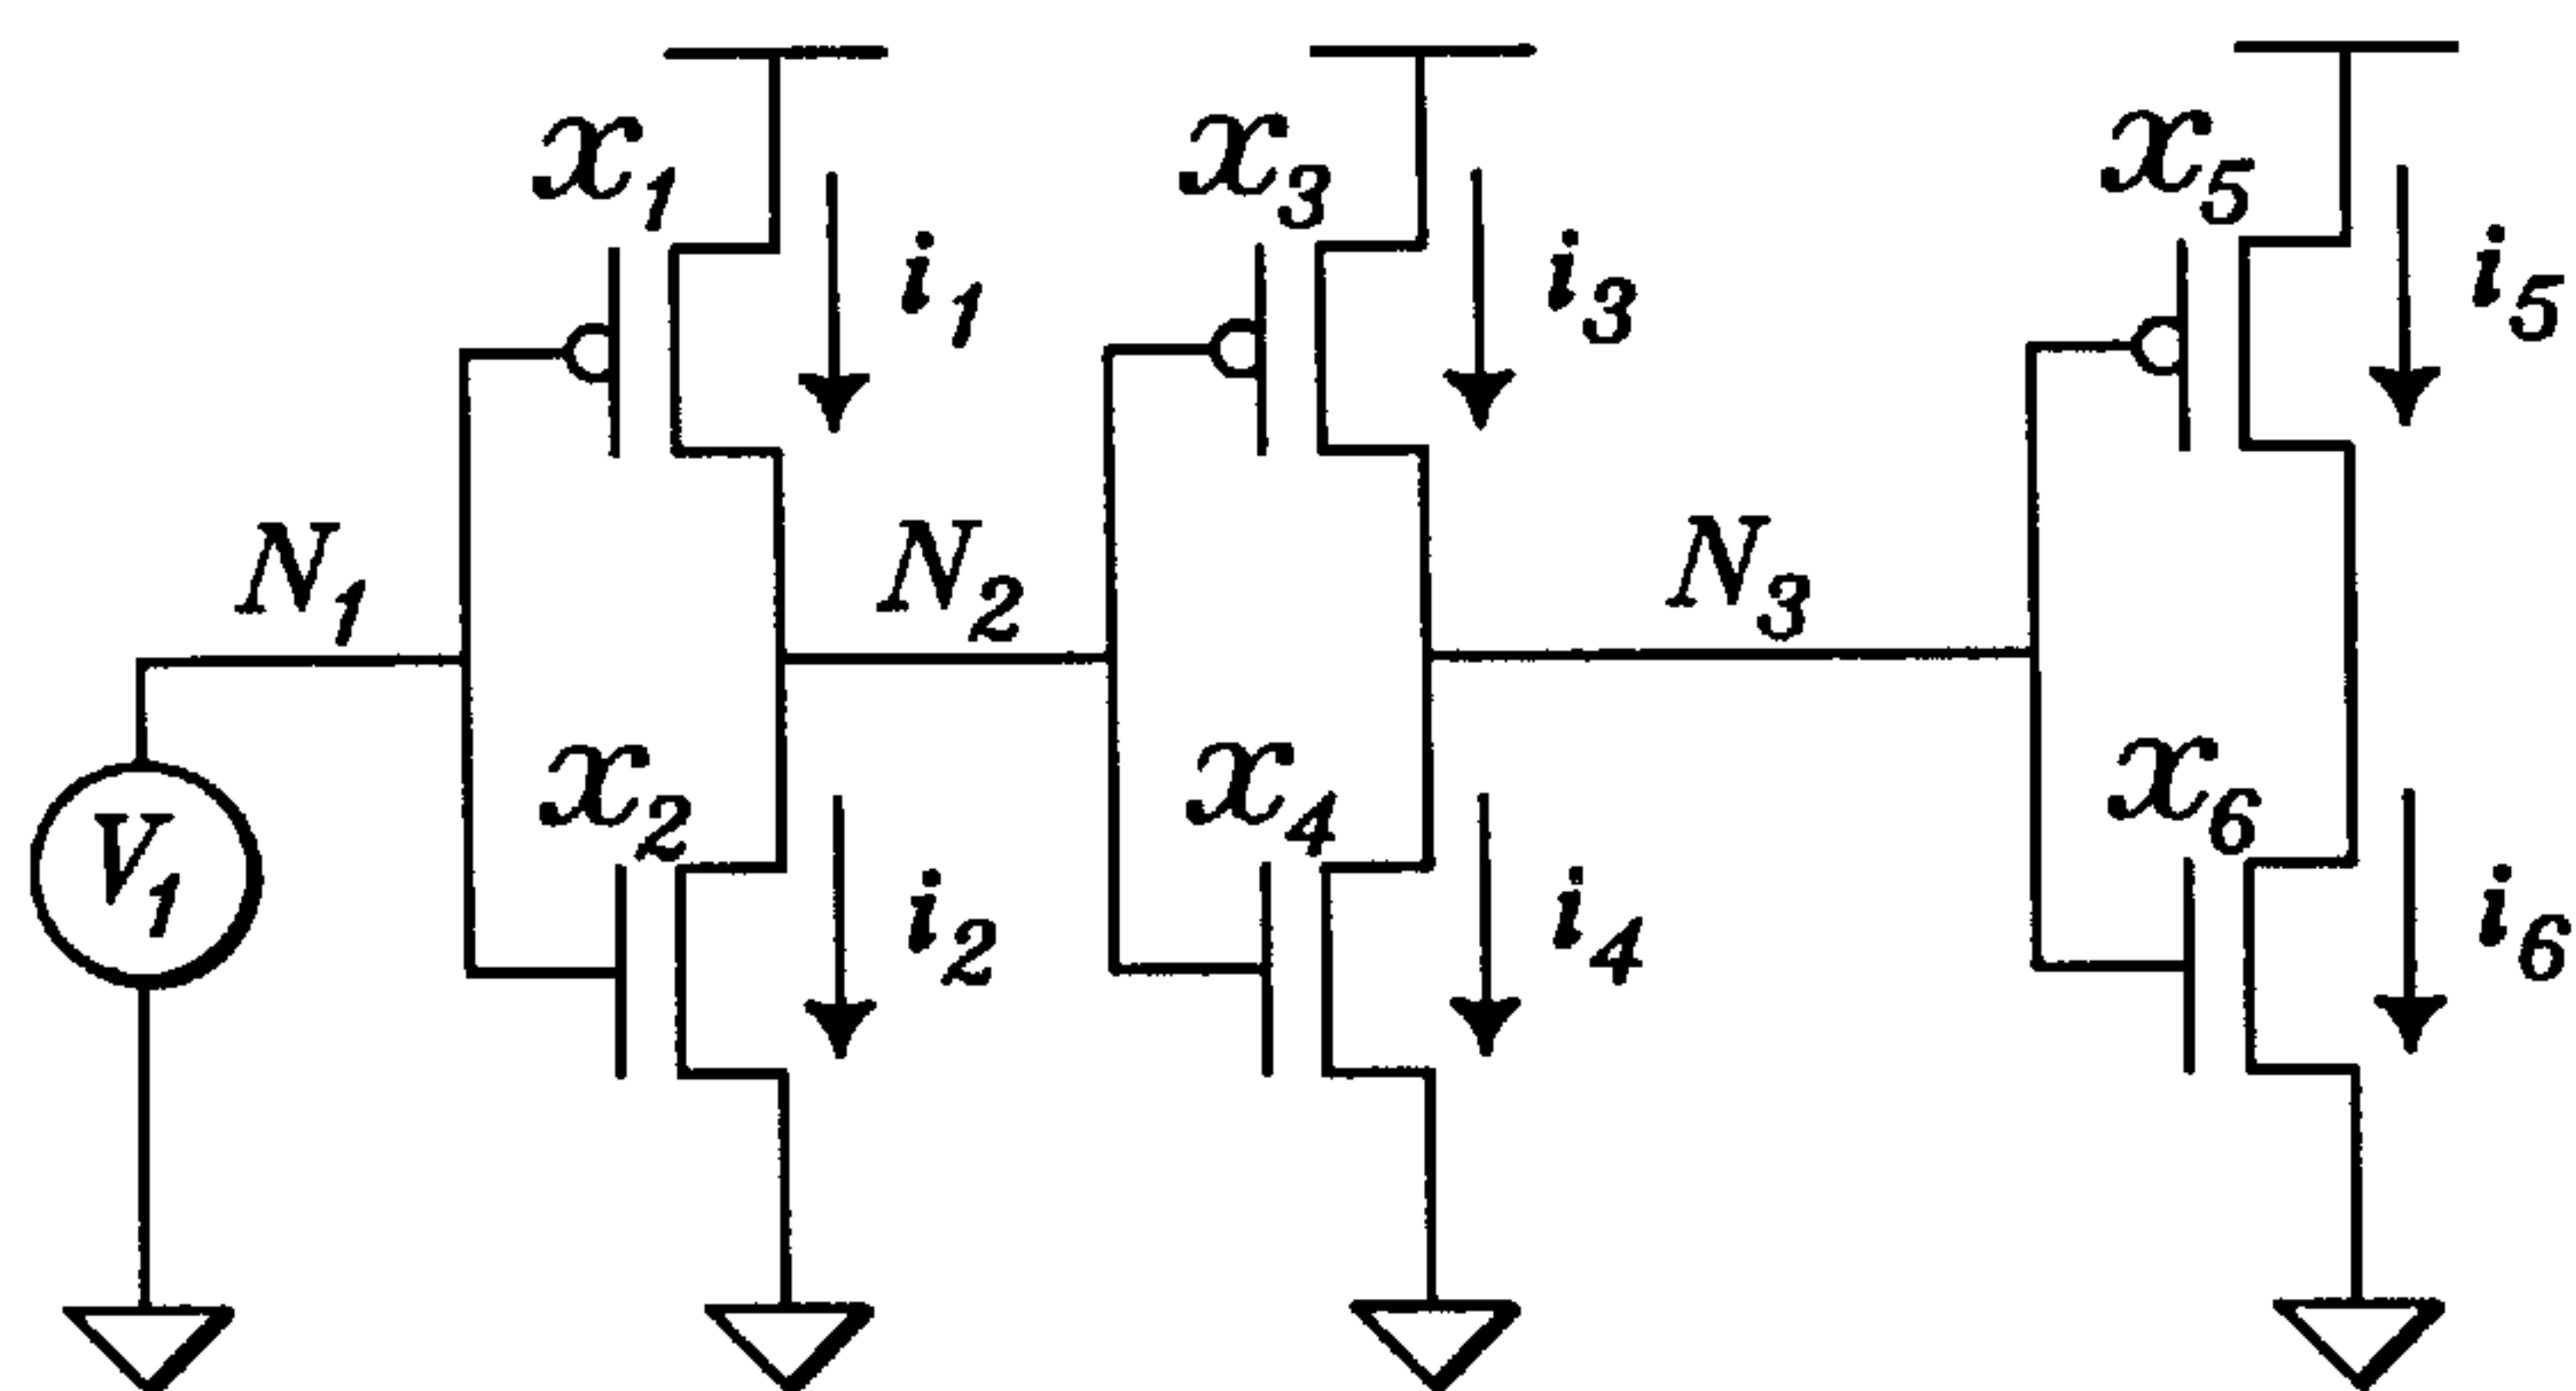 x₁
i₁
x₃
i₃
x₅
i₅
N₁
N₂
N₃
V₁
x₂
i₂
x₄
i₄
x₆
i₆